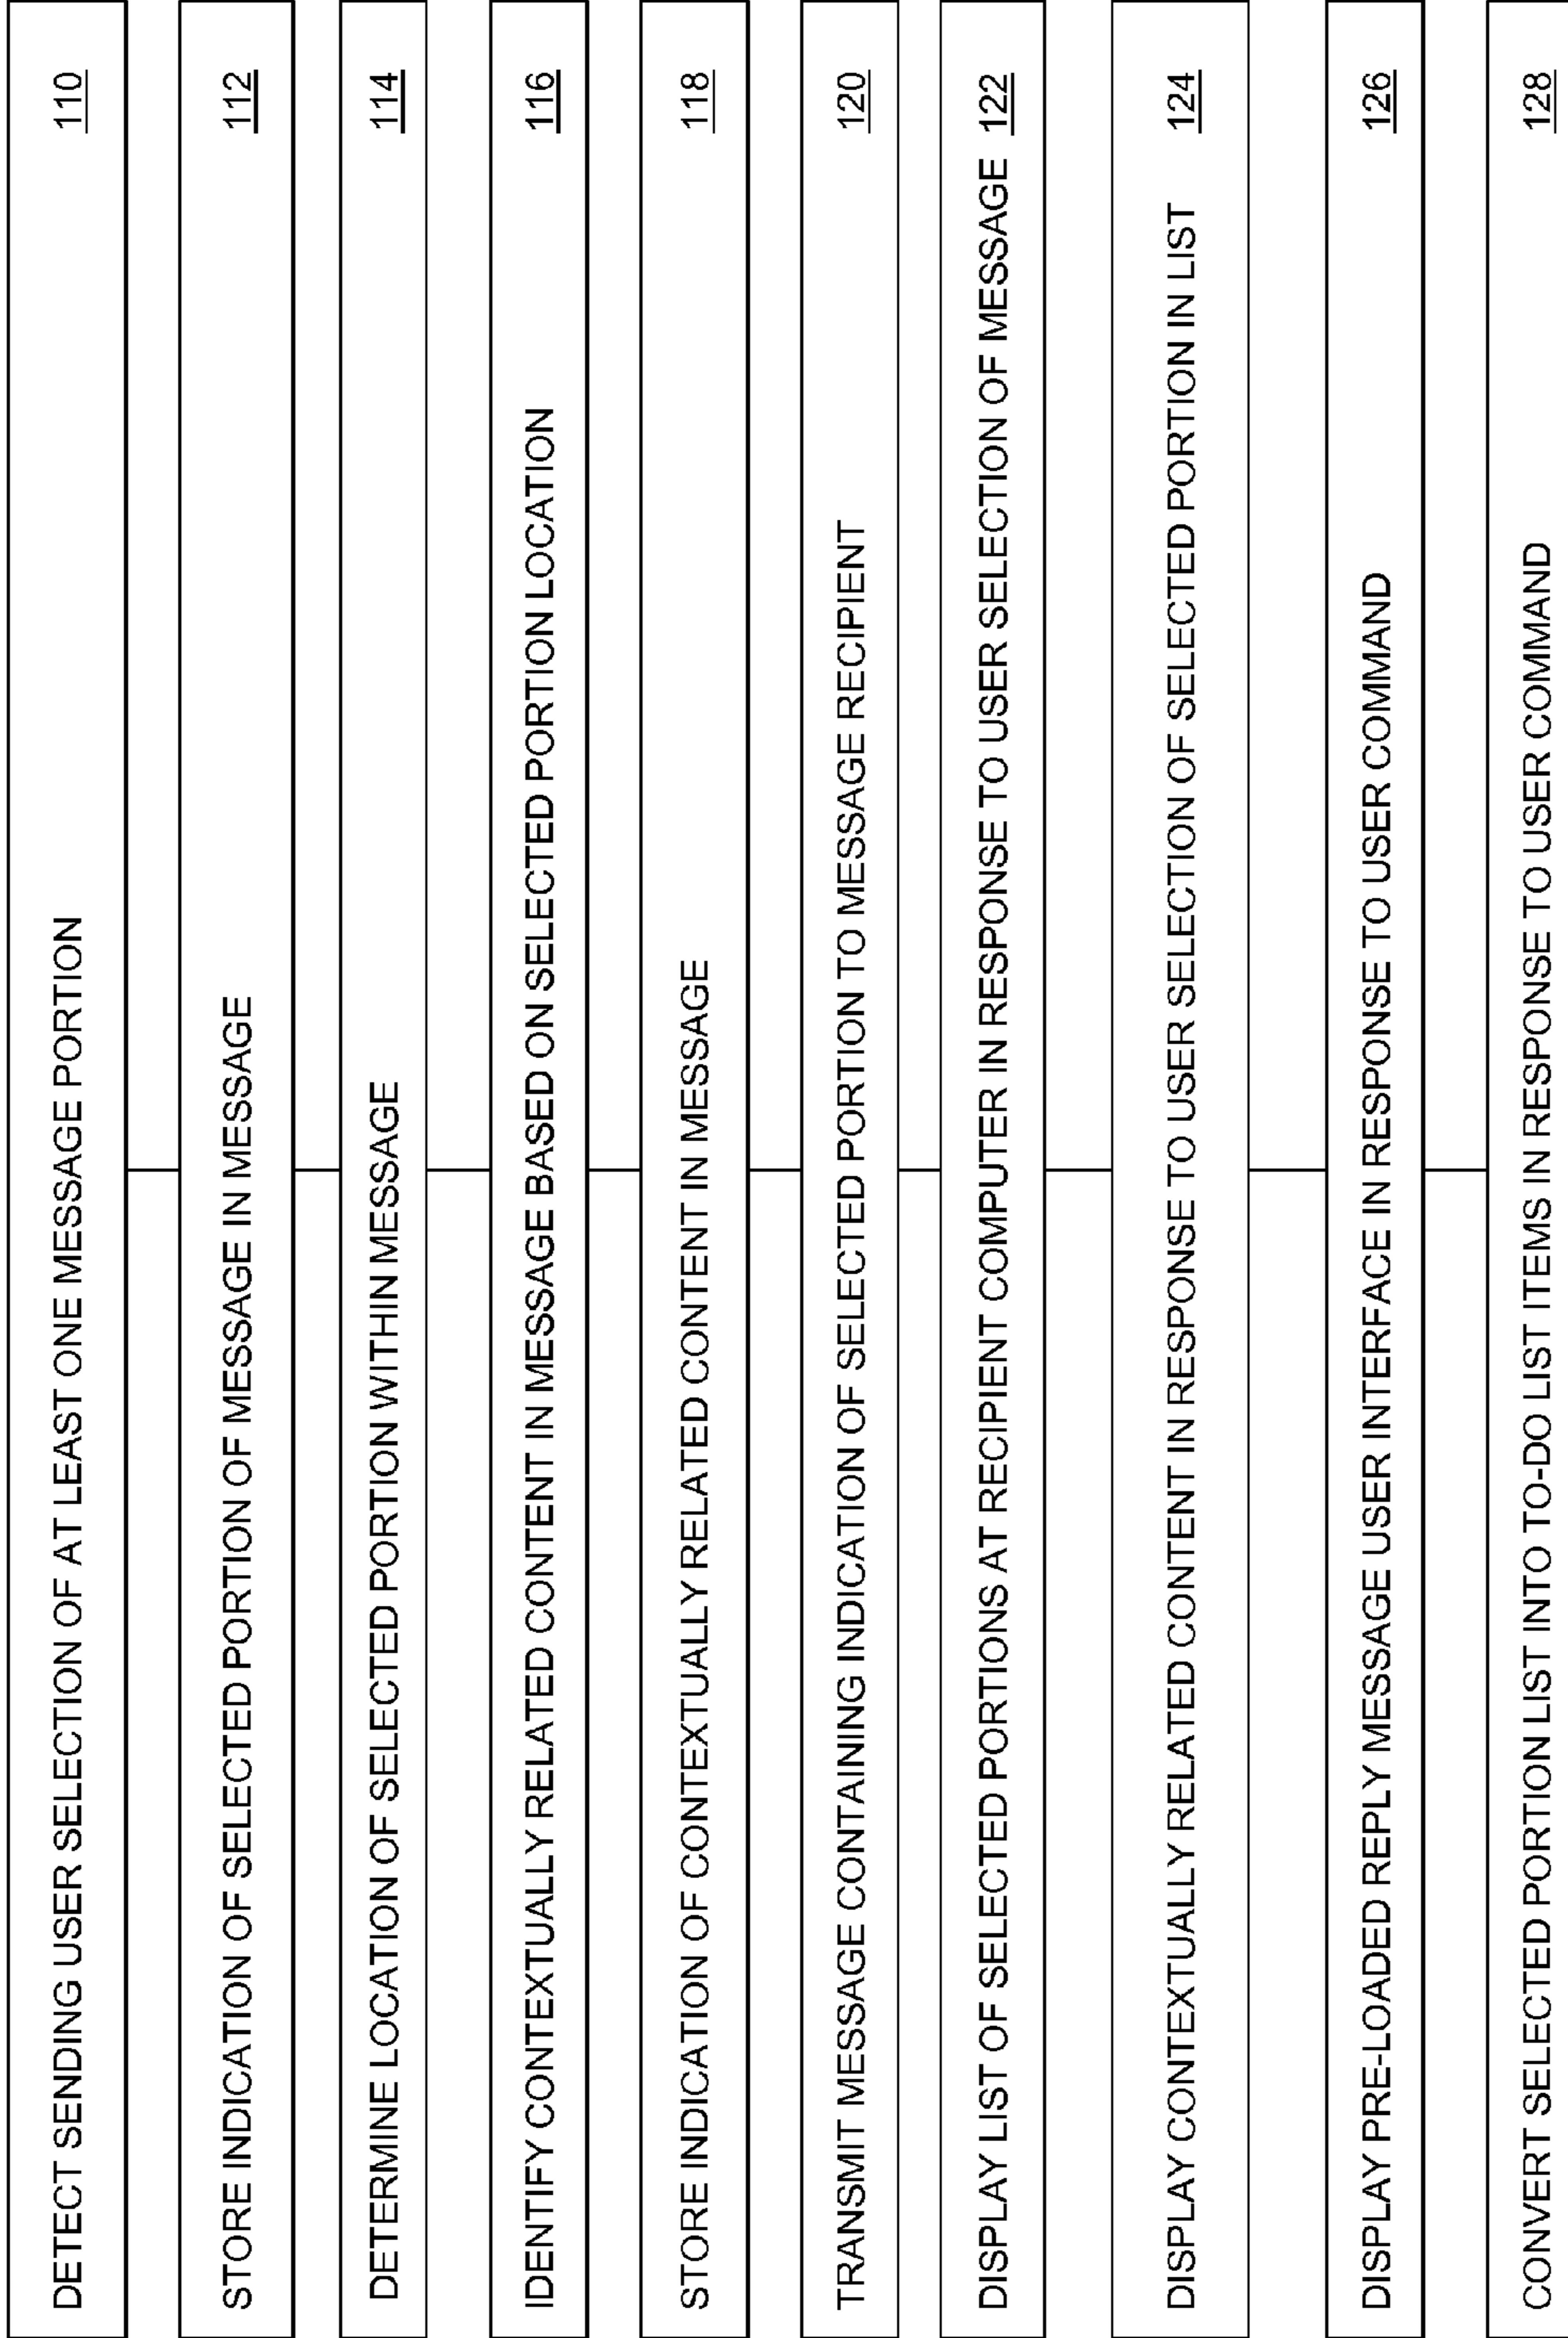 DETECT SENDING USER SELECTION OF AT LEAST ONE MESSAGE PORTION 110
STORE INDICATION OF SELECTED PORTION OF MESSAGE IN MESSAGE 112
DETERMINE LOCATION OF SELECTED PORTION WITHIN MESSAGE 114
IDENTIFY CONTEXTUALLY RELATED CONTENT IN MESSAGE BASED ON SELECTED PORTION LOCATION 116
STORE INDICATION OF CONTEXTUALLY RELATED CONTENT IN MESSAGE 118
TRANSMIT MESSAGE CONTAINING INDICATION OF SELECTED PORTION TO MESSAGE RECIPIENT 120
DISPLAY LIST OF SELECTED PORTIONS AT RECIPIENT COMPUTER IN RESPONSE TO USER SELECTION OF MESSAGE 122
DISPLAY CONTEXTUALLY RELATED CONTENT IN RESPONSE TO USER SELECTION OF SELECTED PORTION IN LIST 124
DISPLAY PRE-LOADED REPLY MESSAGE USER INTERFACE IN RESPONSE TO USER COMMAND 126
CONVERT SELECTED PORTION LIST INTO TO-DO LIST ITEMS IN RESPONSE TO USER COMMAND 128